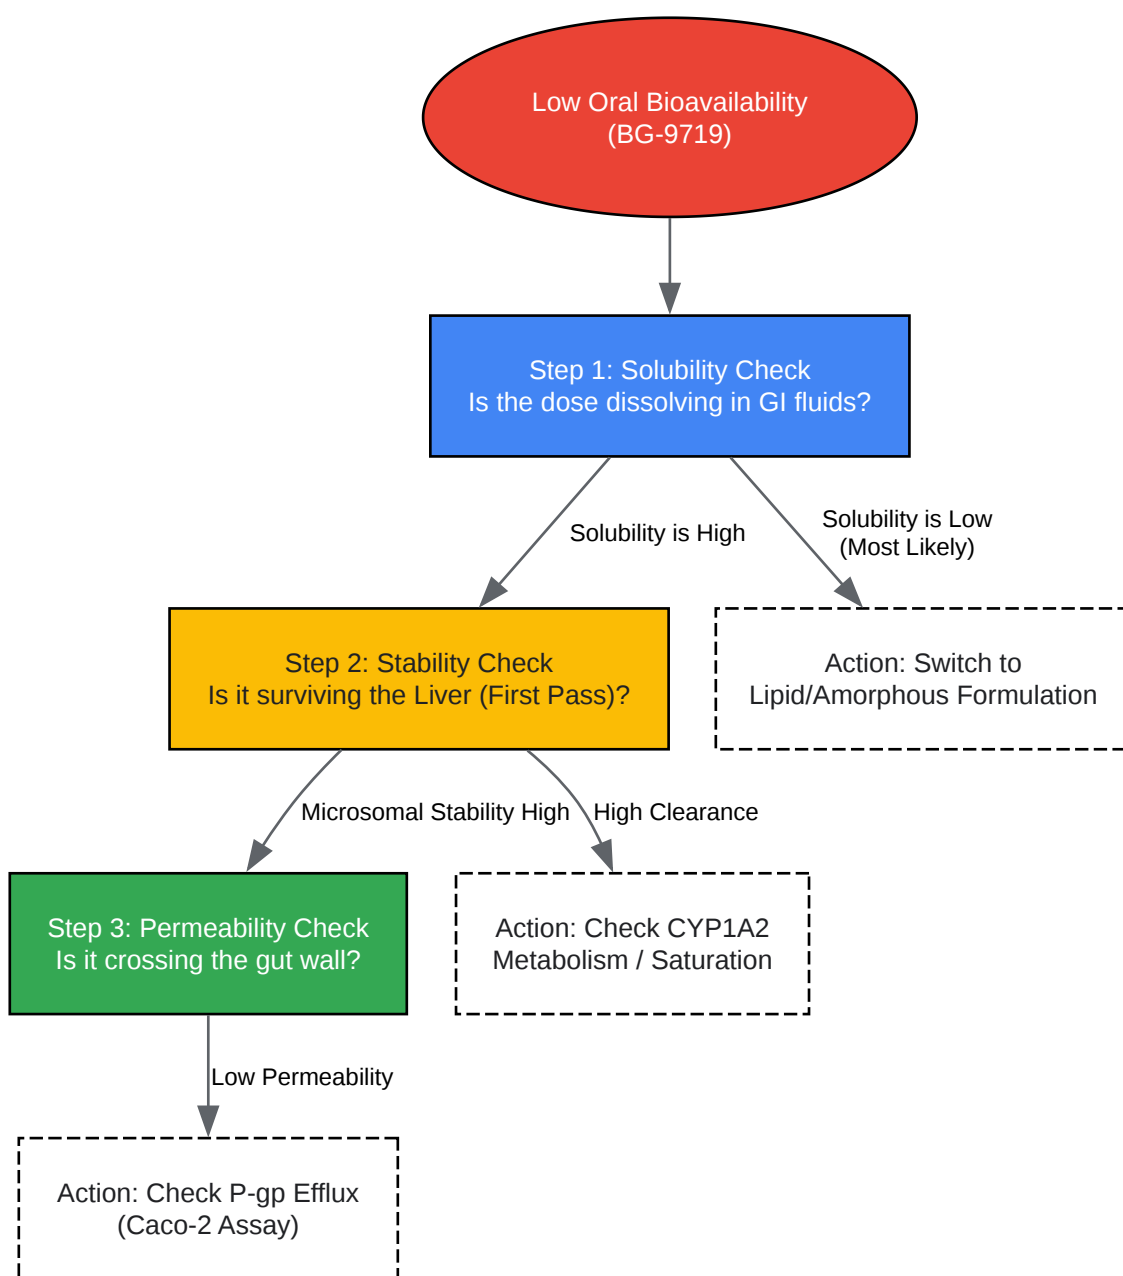 Low Oral Bioavailability
(BG-9719)
Step 1: Solubility Check
Is the dose dissolving in GI fluids?
Solubility is High
Solubility is Low
(Most Likely)
Step 2: Stability Check
Is it surviving the Liver (First Pass)?
Action: Switch to
Lipid/Amorphous Formulation
Microsomal Stability High
High Clearance
Step 3: Permeability Check
Is it crossing the gut wall?
Action: Check CYP1A2
Metabolism / Saturation
Low Permeability
Action: Check P-gp Efflux
(Caco-2 Assay)